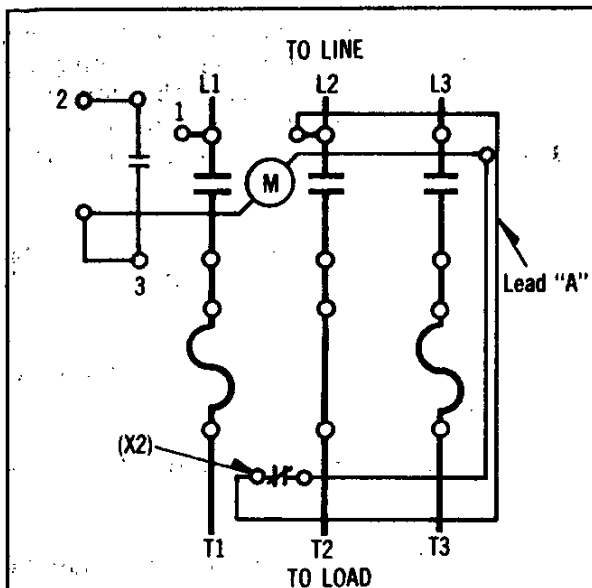 TO LINE
L1 L2 L3
2 1
M
3
Lead "A"
(X2)
T1 T2 T3
TO LOAD